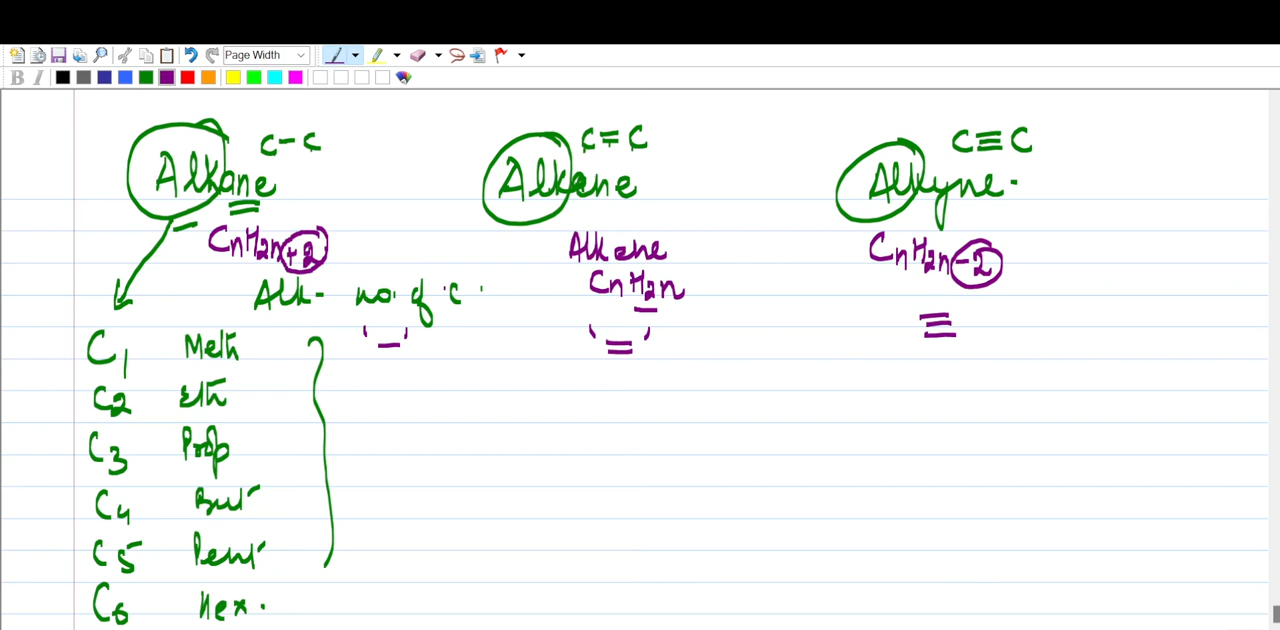 Page Width
B I
C-C C=C C≡C
Alkane Alkene Alkyne.
CnH2n+2 Alkene CnH2n-2
CnH2n
Alk- no. of C.
C1 Meth
C2 Eth
C3 Prop
C4 But
C5 Pent
C6 Hex.